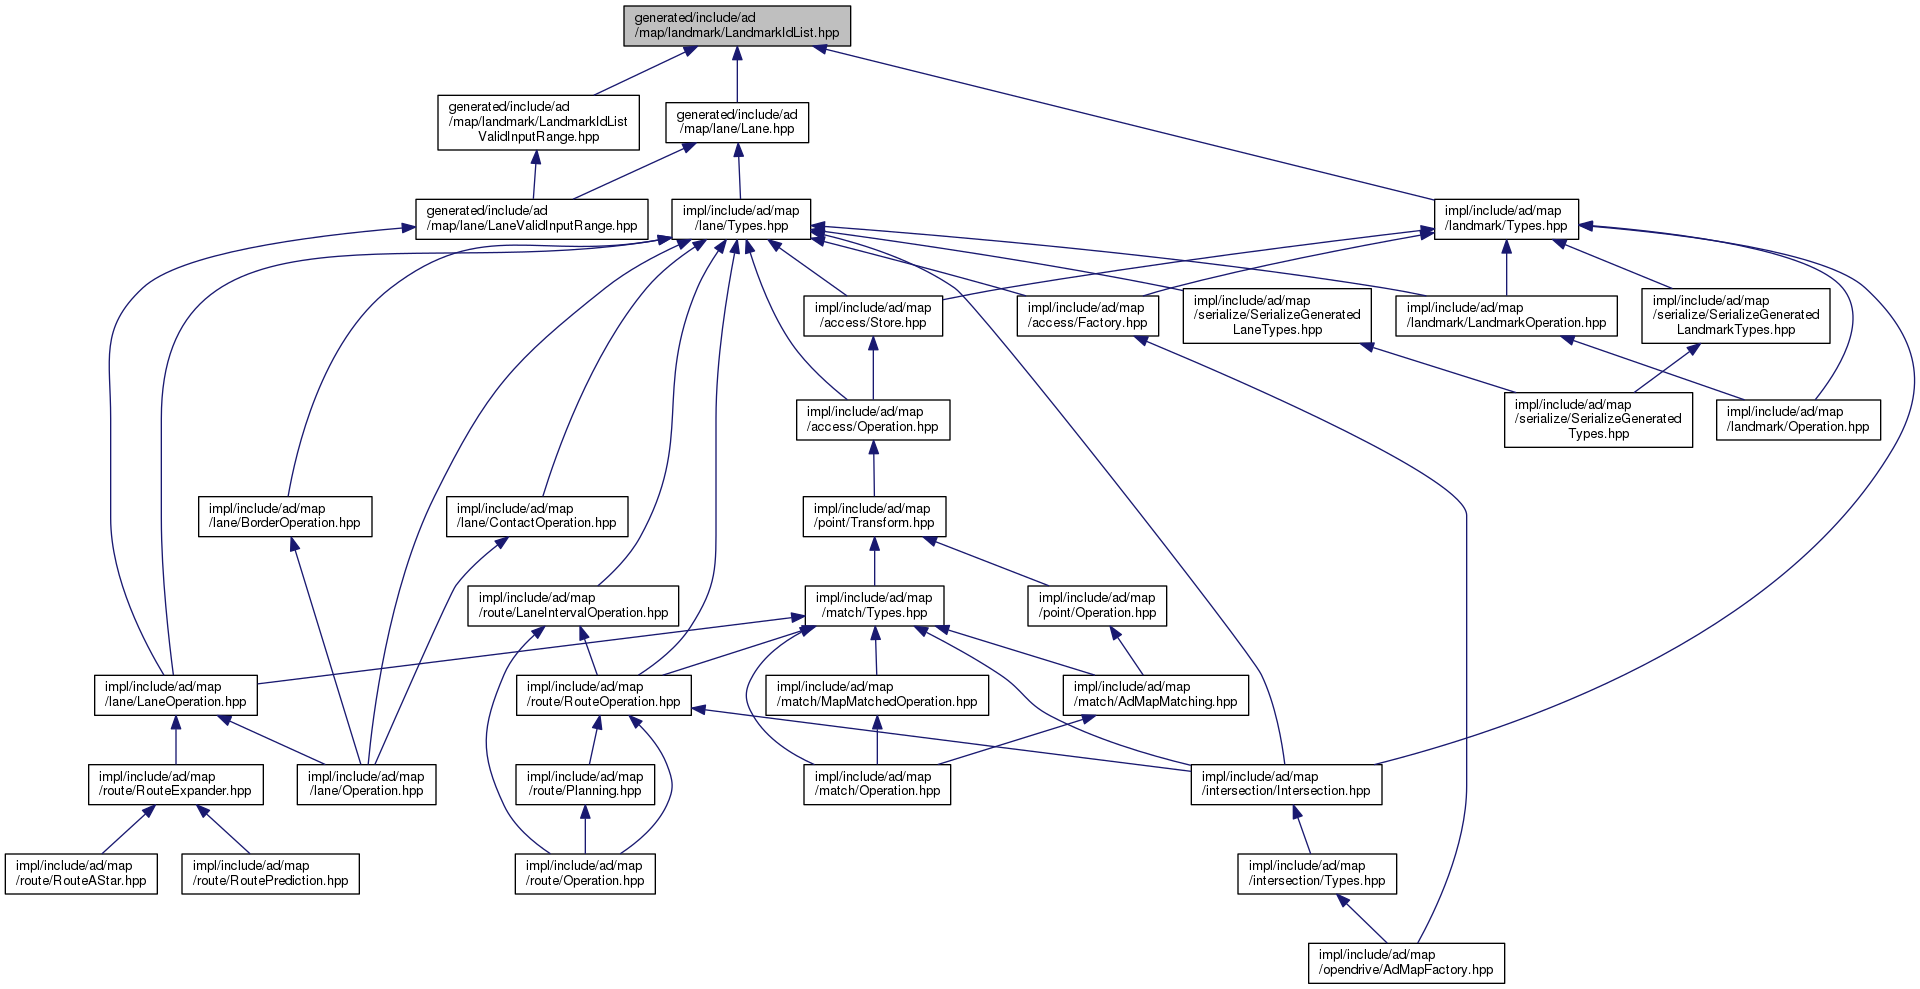 generated/include/ad
/map/landmark/LandmarkIdList.hpp
generated/include/ad
/map/landmark/LandmarkIdList
ValidInputRange.hpp
generated/include/ad
/map/lane/Lane.hpp
generated/include/ad
/map/lane/LaneValidInputRange.hpp
impl/include/ad/map
/lane/Types.hpp
impl/include/ad/map
/landmark/Types.hpp
impl/include/ad/map
/access/Store.hpp
impl/include/ad/map
/access/Factory.hpp
impl/include/ad/map
/serialize/SerializeGenerated
LaneTypes.hpp
impl/include/ad/map
/landmark/LandmarkOperation.hpp
impl/include/ad/map
/serialize/SerializeGenerated
LandmarkTypes.hpp
impl/include/ad/map
/access/Operation.hpp
impl/include/ad/map
/serialize/SerializeGenerated
Types.hpp
impl/include/ad/map
/landmark/Operation.hpp
impl/include/ad/map
/lane/BorderOperation.hpp
impl/include/ad/map
/lane/ContactOperation.hpp
impl/include/ad/map
/point/Transform.hpp
impl/include/ad/map
/route/LaneIntervalOperation.hpp
impl/include/ad/map
/match/Types.hpp
impl/include/ad/map
/point/Operation.hpp
impl/include/ad/map
/lane/LaneOperation.hpp
impl/include/ad/map
/route/RouteOperation.hpp
impl/include/ad/map
/match/MapMatchedOperation.hpp
impl/include/ad/map
/match/AdMapMatching.hpp
impl/include/ad/map
/route/RouteExpander.hpp
impl/include/ad/map
/lane/Operation.hpp
impl/include/ad/map
/route/Planning.hpp
impl/include/ad/map
/match/Operation.hpp
impl/include/ad/map
/intersection/Intersection.hpp
impl/include/ad/map
/route/RouteAStar.hpp
impl/include/ad/map
/route/RoutePrediction.hpp
impl/include/ad/map
/route/Operation.hpp
impl/include/ad/map
/intersection/Types.hpp
impl/include/ad/map
/opendrive/AdMapFactory.hpp